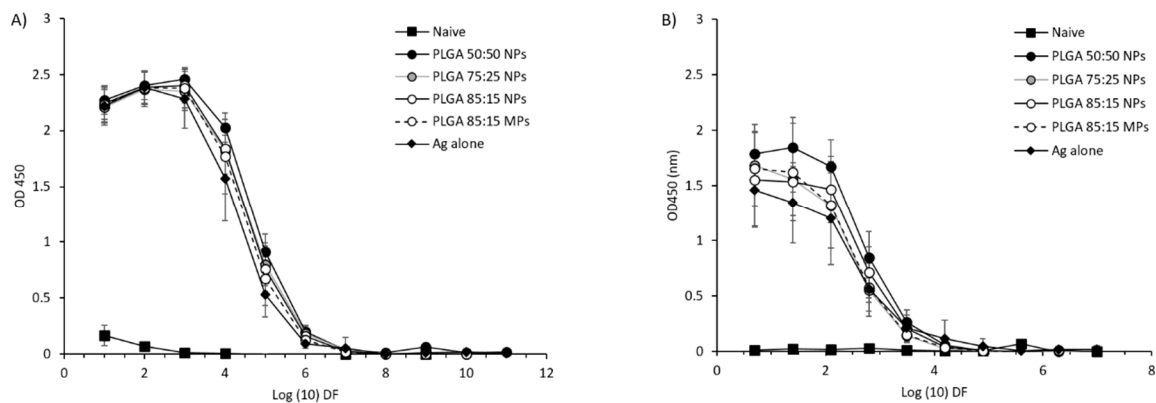 A)
3
2.5
2
1.5
1
0.5
0
OD 450
0 2 4 6 8 10 12
Log (10) DF
Naive
PLGA 50:50 NPs
PLGA 75:25 NPs
PLGA 85:15 NPs
PLGA 85:15 MPs
Ag alone
B)
3
2.5
2
1.5
1
0.5
0
OD450 (nm)
0 2 4 6 8
Log (10) DF
Naive
PLGA 50:50 NPs
PLGA 75:25 NPs
PLGA 85:15 NPs
PLGA 85:15 MPs
Ag alone